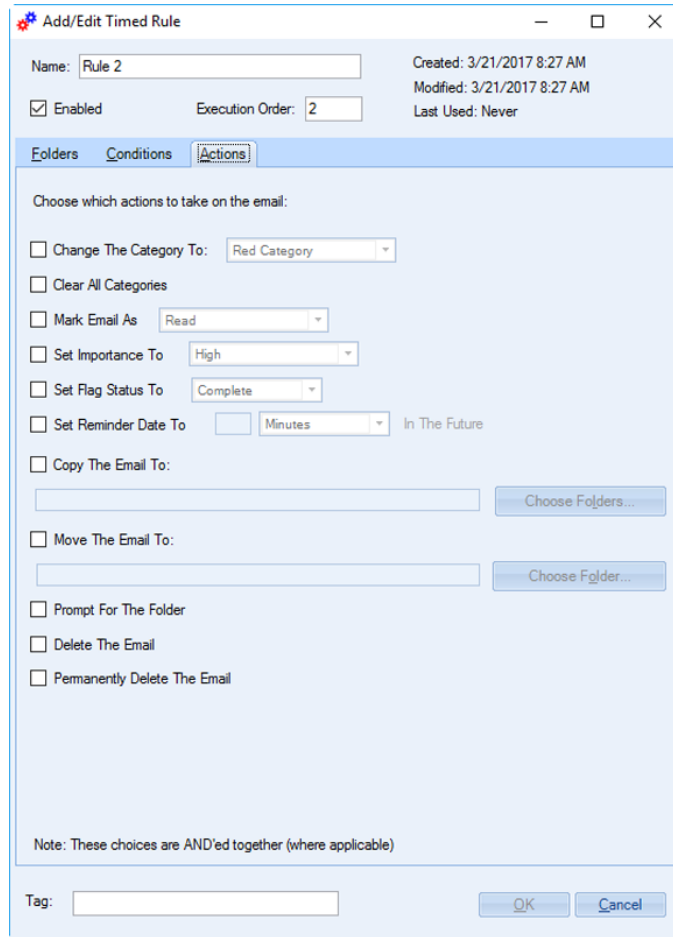 Add/Edit Timed Rule
Name: Rule 2
Created: 3/21/2017 8:27 AM
Modified: 3/21/2017 8:27 AM
Enabled Execution Order: 2
Last Used: Never
Folders Conditions Actions
Choose which actions to take on the email:
Change The Category To: Red Category
Clear All Categories
Mark Email As Read
Set Importance To High
Set Flag Status To Complete
Set Reminder Date To Minutes In The Future
Copy The Email To:
Choose Folders...
Move The Email To:
Choose Folder...
Prompt For The Folder
Delete The Email
Permanently Delete The Email
Note: These choices are AND'ed together (where applicable)
Tag: OK Cancel